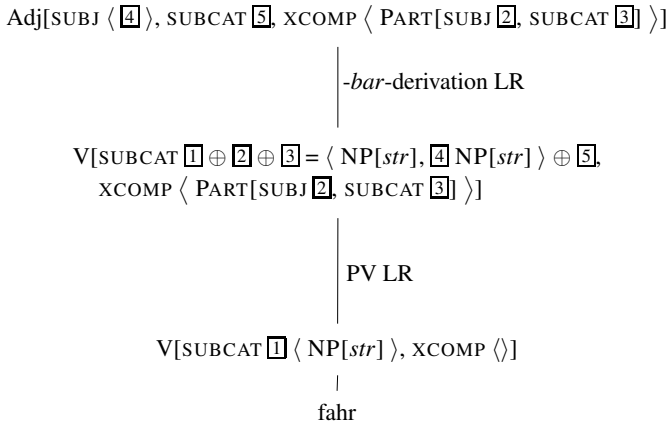 Adj[SUBJ ⟨ 4 ⟩, SUBCAT 5, XCOMP ⟨ PART[SUBJ 2, SUBCAT 3] ⟩]
-bar-derivation LR
V[SUBCAT 1 ⊕ 2 ⊕ 3 = ⟨ NP[str], 4 NP[str] ⟩ ⊕ 5,
XCOMP ⟨ PART[SUBJ 2, SUBCAT 3] ⟩]
PV LR
V[SUBCAT 1 ⟨ NP[str] ⟩, XCOMP ⟨⟩]
fahr